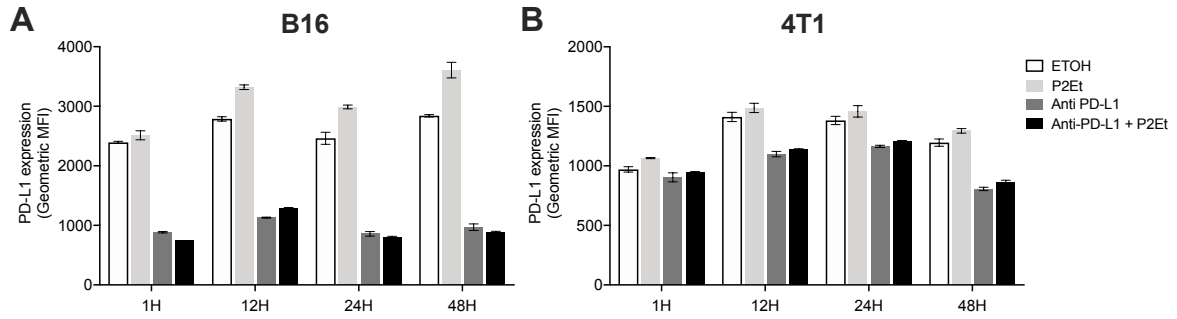 A
B16
PD-L1 expression
(Geometric MFI)
4000
3000
2000
1000
0
1H
12H
24H
48H
B
4T1
PD-L1 expression
(Geometric MFI)
2000
1500
1000
500
0
1H
12H
24H
48H
ETOH
P2Et
Anti PD-L1
Anti-PD-L1 + P2Et